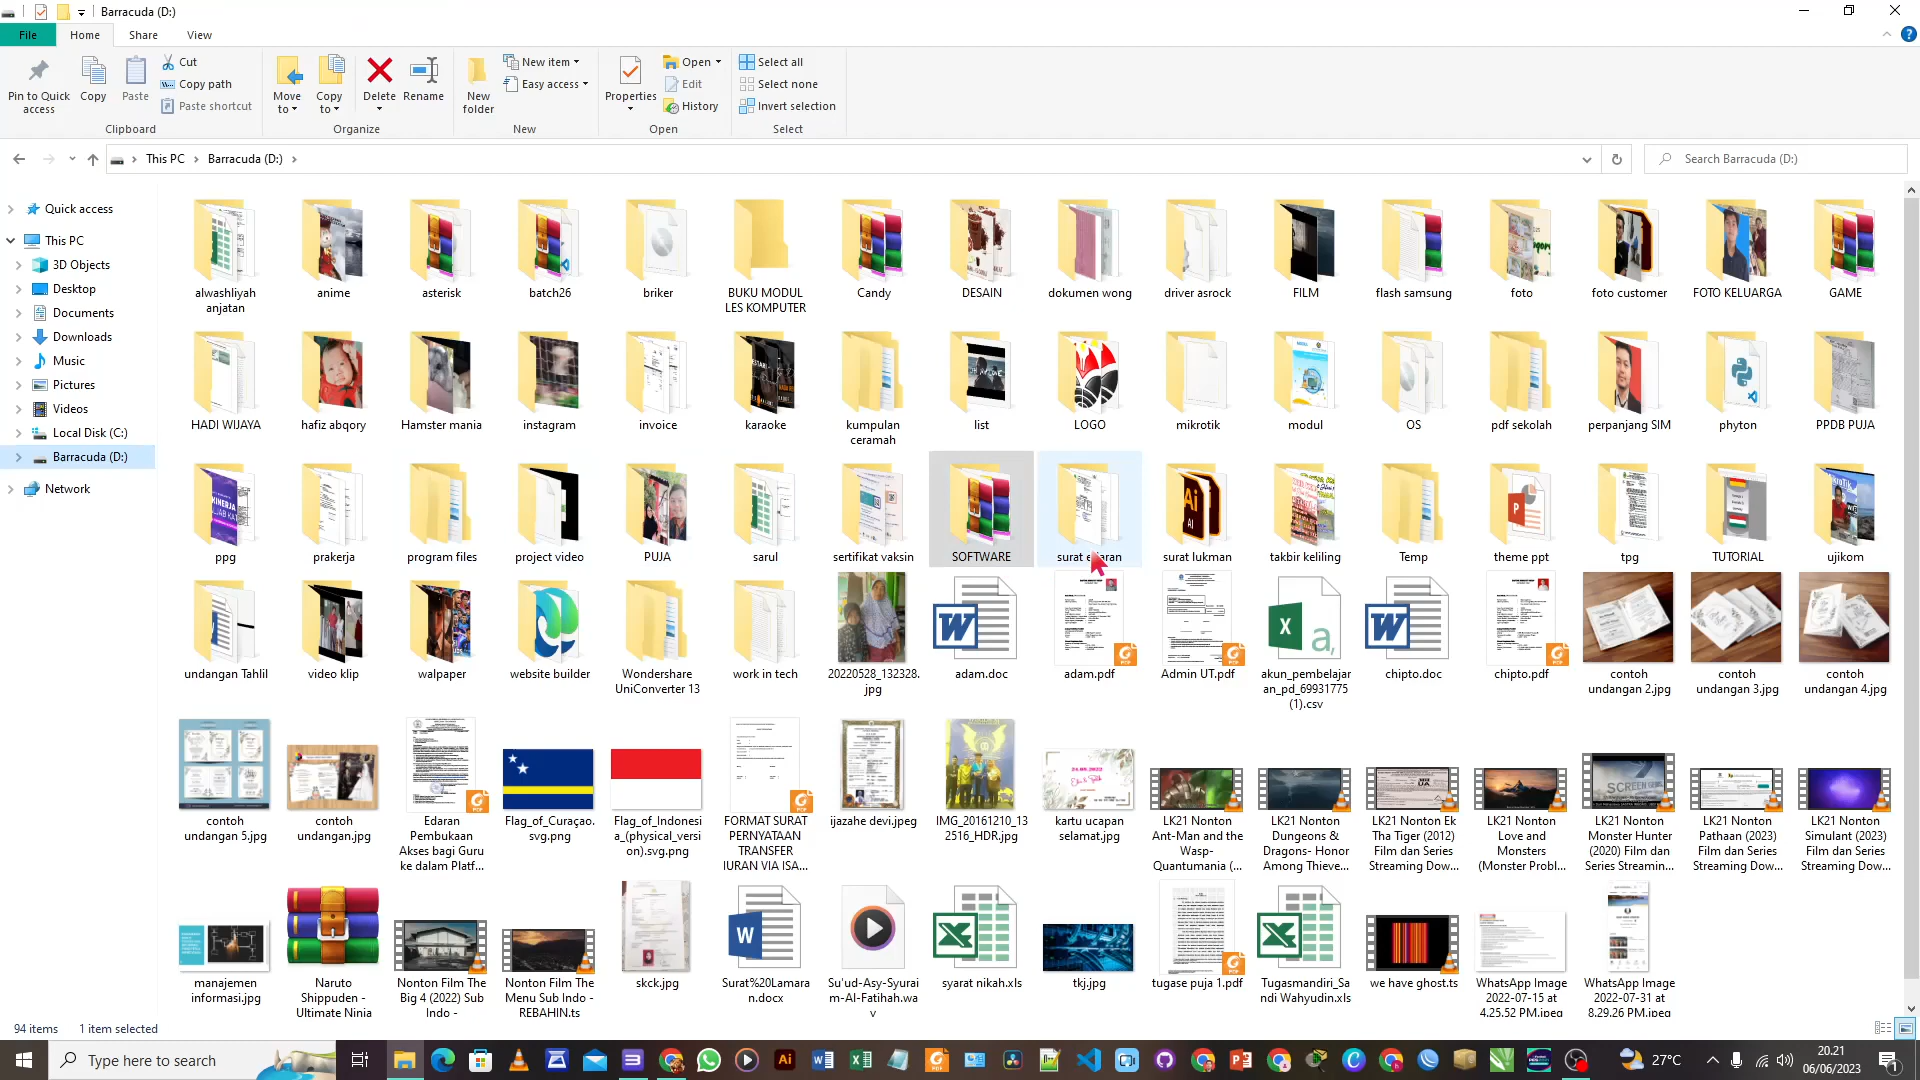 Barracuda (D:)
File Home Share View
Pin to Quick access
Copy
Paste
Cut
Copy path
Paste shortcut
Clipboard
Move to
Copy to
Delete
Rename
Organize
New folder
New item
Easy access
New
Properties
Open
Edit
History
Open
Select all
Select none
Invert selection
Select
This PC Barracuda (D:)
Search Barracuda (D:)
Quick access
This PC
3D Objects
Desktop
Documents
Downloads
Music
Pictures
Videos
Local Disk (C:)
Barracuda (D:)
Network
alwashliyah anjatan
anime
asterisk
batch26
briker
BUKU MODUL LES KOMPUTER
Candy
DESAIN
dokumen wong
driver asrock
FILM
flash samsung
foto
foto customer
FOTO KELUARGA
GAME
HADI WIJAYA
hafiz abqory
Hamster mania
instagram
invoice
karaoke
kumpulan ceramah
list
LOGO
mikrotik
modul
OS
pdf sekolah
perpanjang SIM
phyton
PPDB PUJA
ppg
prakerja
program files
project video
PUJA
sarul
sertifikat vaksin
SOFTWARE
surat edaran
surat lukman
takbir keliling
Temp
theme ppt
tpg
TUTORIAL
ujikom
undangan Tahlil
video klip
walpaper
website builder
Wondershare UniConverter 13
work in tech
20220528_132328.jpg
adam.doc
adam.pdf
Admin UT.pdf
akun_pembelajaran_pd_69931775 (1).csv
chipto.doc
chipto.pdf
contoh undangan 2.jpg
contoh undangan 3.jpg
contoh undangan 4.jpg
contoh undangan 5.jpg
contoh undangan.jpg
Edaran Pembukaan Akses bagi Guru ke dalam Platf...
Flag_of_Curaçao.svg.png
Flag_of_Indonesia_(physical_version).svg.png
FORMAT SURAT PERNYATAAN TRANSFER IURAN VIA ISA...
ijazahe devi.jpeg
IMG_20161210_132516_HDR.jpg
kartu ucapan selamat.jpg
LK21 Nonton Ant-Man and the Wasp- Quantumania (...
LK21 Nonton Dungeons & Dragons- Honor Among Thieve...
LK21 Nonton Ek Tha Tiger (2012) Film dan Series Streaming Dow...
LK21 Nonton Love and Monsters (Monster Probl...
LK21 Nonton Monster Hunter (2020) Film dan Series Streamin...
LK21 Nonton Pathaan (2023) Film dan Series Streaming Dow...
LK21 Nonton Simulant (2023) Film dan Series Streaming Dow...
manajemen informasi.jpg
Naruto Shippuden - Ultimate Ninja
Nonton Film The Big 4 (2022) Sub Indo -
Nonton Film The Menu Sub Indo - REBAHIN.ts
skck.jpg
Surat%20Lamaran.docx
Su'ud-Asy-Syuraim-Al-Fatihah.wav
syarat nikah.xls
tkj.jpg
tugase puja 1.pdf
Tugasmandiri_Sandi Wahyudin.xls
we have ghost.ts
WhatsApp Image 2022-07-15 at 4.25.52 PM.jpeg
WhatsApp Image 2022-07-31 at 8.29.26 PM.jpeg
94 items 1 item selected
Type here to search
27°C
20.21
06/06/2023